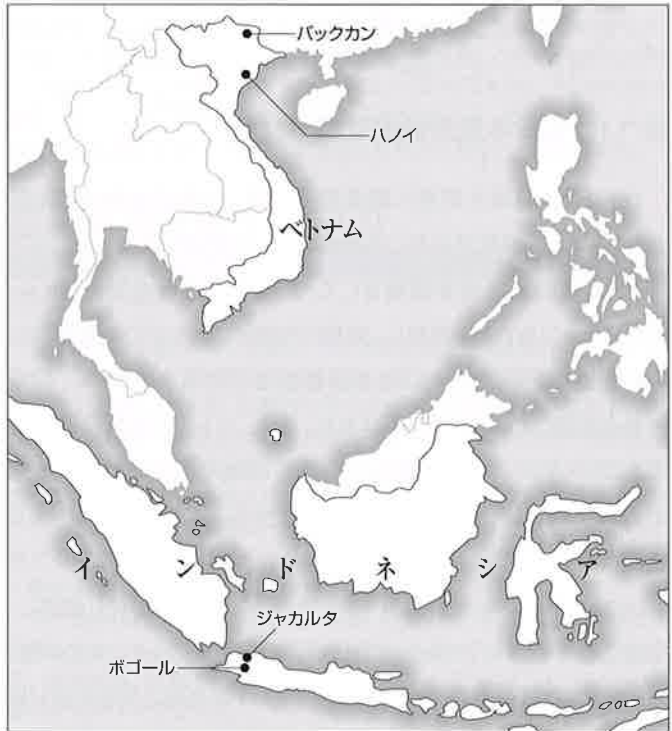 バックカン
ハノイ
ベトナム
インドネシア
ジャカルタ
ボゴール